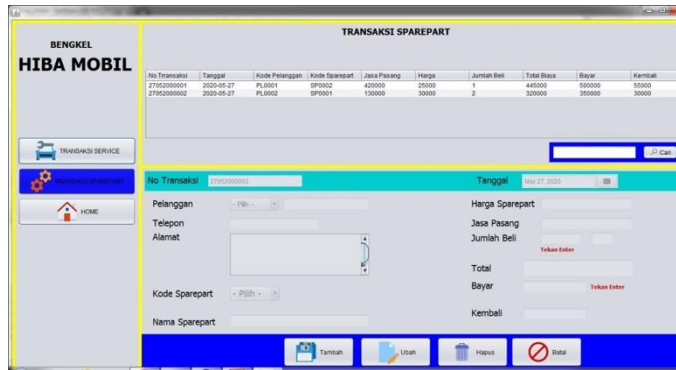 TRANSAKSI SPAREPART
BENGKEL
HIBA MOBIL
No Transaksi Tanggal Kode Pelanggan Kode Sparepart Jasa Pasang Harga Jumlah Beli Total Biaya Bayar Kembali
27052000001 2020-05-27 PL0001 SP0002 420000 25000 1 445000 500000 55000
27052000002 2020-05-27 PL0002 SP0001 130000 30000 2 320000 350000 30000
TRANSAKSI SERVICE
Cari
TRANSAKSI SPAREPART
No Transaksi 27052000003 Tanggal May 27, 2020
HOME
Pelanggan - Pilih - Harga Sparepart
Telepon Jasa Pasang
Alamat Jumlah Beli
Tekan Enter
Total
Bayar Tekan Enter
Kode Sparepart - Pilih -
Kembali
Nama Sparepart
Tambah Ubah Hapus Batal